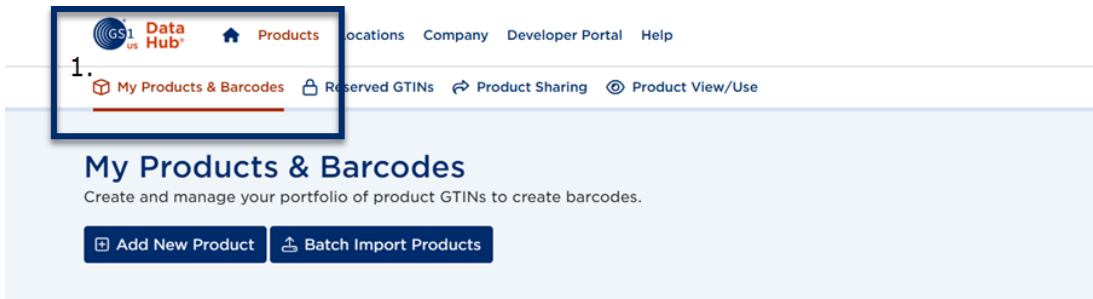 GS1 US Data Hub® Products Locations Company Developer Portal Help
1.
My Products & Barcodes Reserved GTINs Product Sharing Product View/Use
My Products & Barcodes
Create and manage your portfolio of product GTINs to create barcodes.
Add New Product Batch Import Products